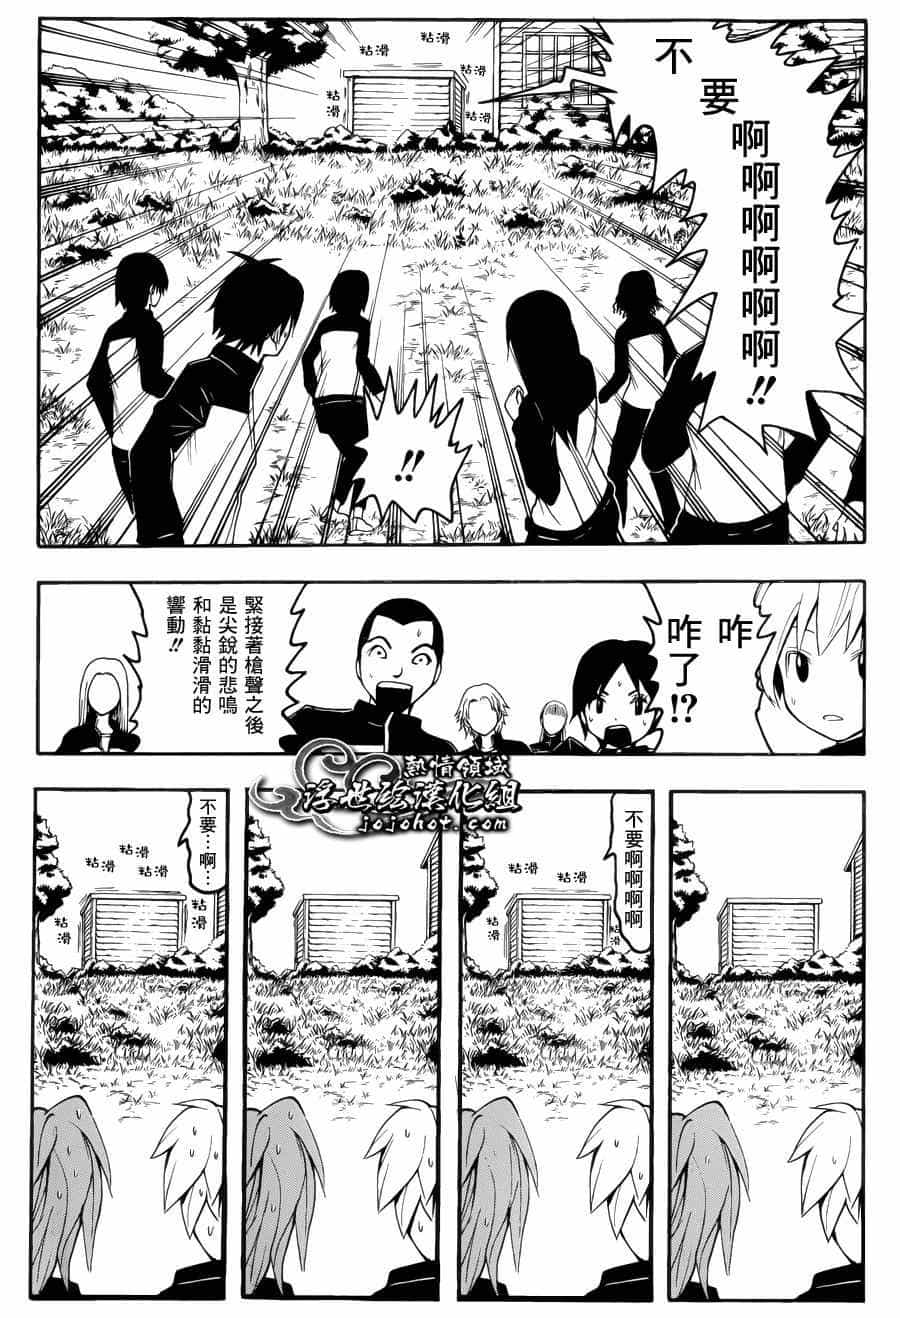 不要啊啊啊啊啊啊!!
粘滑
粘滑
粘滑
粘滑
!!
咋
咋了!?
緊接著槍聲之後
是尖銳的悲鳴
和黏黏滑滑的
響動!!
熱情領域
浮世绘漢化組
jojohot.com
不要啊啊啊啊
粘滑
粘滑
粘滑
粘滑
不要…啊…
粘滑
粘滑
粘滑
粘滑
粘滑